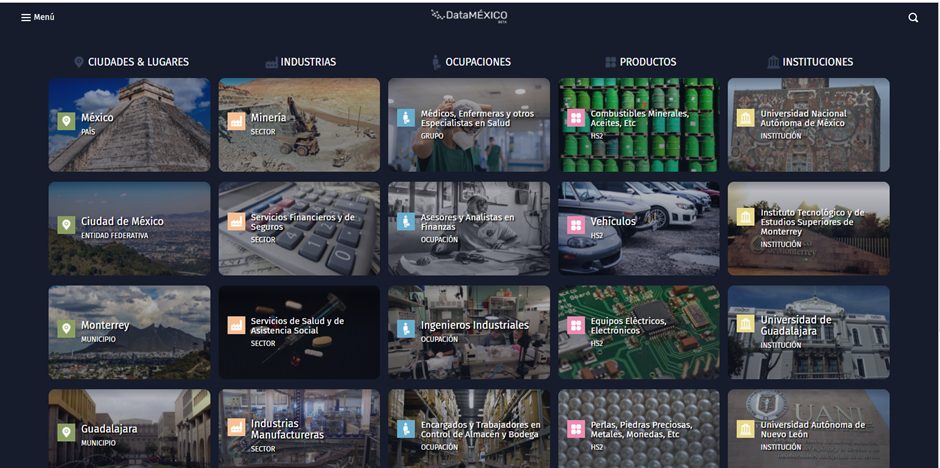 Menú
DataMÉXICO
BETA
CIUDADES & LUGARES
INDUSTRIAS
OCUPACIONES
PRODUCTOS
INSTITUCIONES
México
PAÍS
Minería
SECTOR
Médicos, Enfermeras y otros
Especialistas en Salud
GRUPO
Combustibles Minerales,
Aceites, Etc
HS2
Universidad Nacional
Autónoma de México
INSTITUCIÓN
Ciudad de México
ENTIDAD FEDERATIVA
Servicios Financieros y de
Seguros
SECTOR
Asesores y Analistas en
Finanzas
OCUPACIÓN
Vehículos
HS2
Instituto Tecnológico y de
Estudios Superiores de
Monterrey
INSTITUCIÓN
Monterrey
MUNICIPIO
Servicios de Salud y de
Asistencia Social
SECTOR
Ingenieros Industriales
OCUPACIÓN
Equipos Eléctricos,
Electrónicos
HS2
Universidad de
Guadalajara
INSTITUCIÓN
Guadalajara
MUNICIPIO
Industrias
Manufactureras
SECTOR
Encargados y Trabajadores en
Control de Almacén y Bodega
OCUPACIÓN
Perlas, Piedras Preciosas,
Metales, Monedas, Etc
HS2
UANL
Universidad Autónoma de
Nuevo León
INSTITUCIÓN